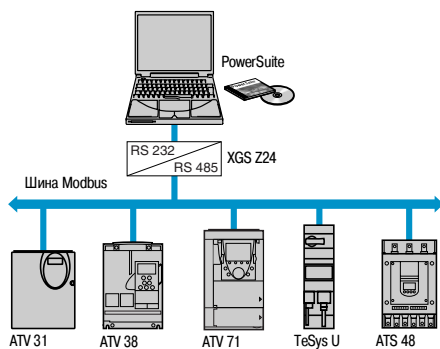 PowerSuite
RS 232
RS 485
XGS Z24
Шина Modbus
ATV 31
ATV 38
ATV 71
TeSys U
ATS 48